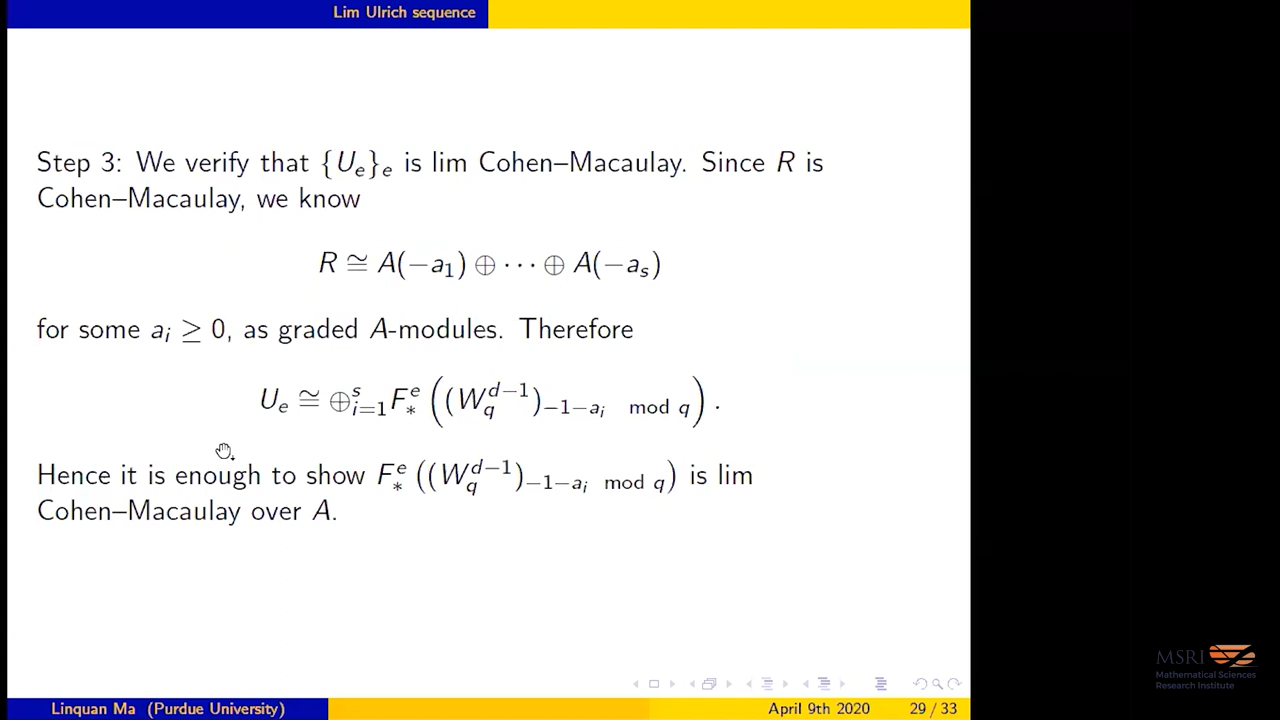 Lim Ulrich sequence
Step 3: We verify that {U_e}_e is lim Cohen–Macaulay. Since R is
Cohen–Macaulay, we know
R ≅ A(−a_1) ⊕ ··· ⊕ A(−a_s)
for some a_i ≥ 0, as graded A-modules. Therefore
U_e ≅ ⊕_{i=1}^s F_*^e ((W_q^{d−1})_{−1−a_i mod q}) .
Hence it is enough to show F_*^e ((W_q^{d−1})_{−1−a_i mod q}) is lim
Cohen–Macaulay over A.
MSRI
Mathematical Sciences
Research Institute
Linquan Ma (Purdue University) April 9th 2020 29 / 33